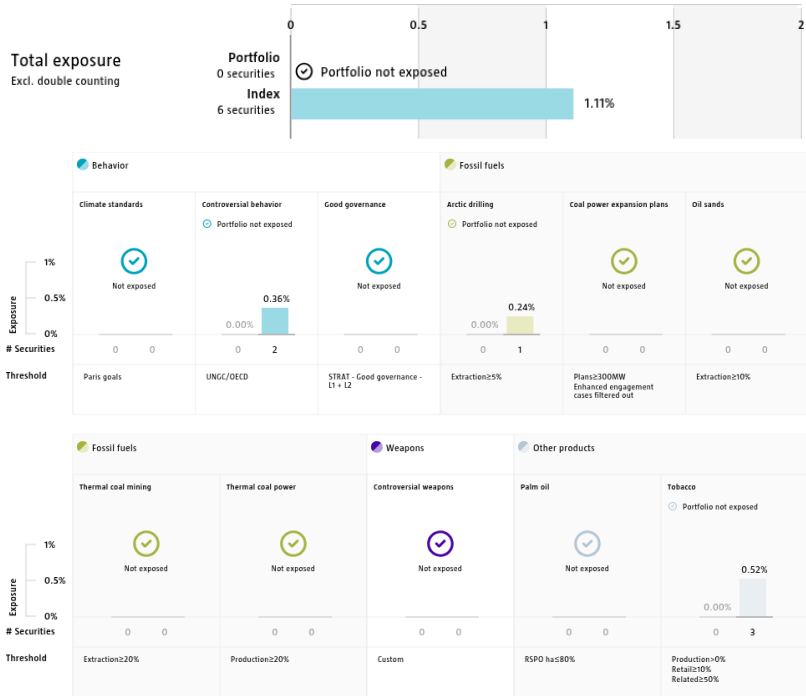 0 0.5 1 1.5 2
Total exposure
Excl. double counting
Portfolio
0 securities
Portfolio not exposed
Index
6 securities
1.11%
Behavior
Fossil fuels
Climate standards
Controversial behavior
Good governance
Arctic drilling
Coal power expansion plans
Oil sands
Portfolio not exposed
Portfolio not exposed
Exposure
1%
0.5%
0%
Not exposed
0.00% 0.36%
Not exposed
0.00% 0.24%
Not exposed
Not exposed
# Securities
0 0
0 2
0 0
0 1
0 0
0 0
Threshold
Paris goals
UNGC/OECD
STRAT - Good governance -
L1 + L2
Extraction≥5%
Plans≥300MW
Enhanced engagement
cases filtered out
Extraction≥10%
Fossil fuels
Weapons
Other products
Thermal coal mining
Thermal coal power
Controversial weapons
Palm oil
Tobacco
Portfolio not exposed
Exposure
1%
0.5%
0%
Not exposed
Not exposed
Not exposed
Not exposed
0.00% 0.52%
# Securities
0 0
0 0
0 0
0 0
0 3
Threshold
Extraction≥20%
Production≥20%
Custom
RSPO ha≤80%
Production>0%
Retail≥10%
Related≥50%